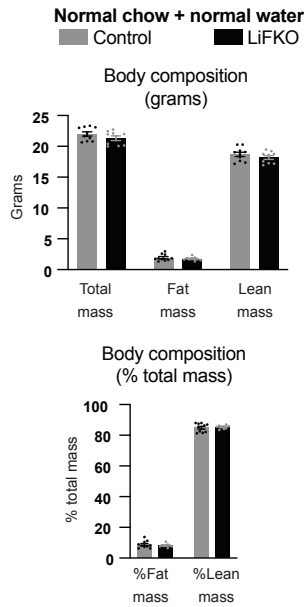 Normal chow + normal water
Control LiFKO
Body composition
(grams)
25
20
15
10
5
0
Grams
Total
mass
Fat
mass
Lean
mass
Body composition
(% total mass)
100
80
60
40
20
0
% total mass
%Fat
mass
%Lean
mass